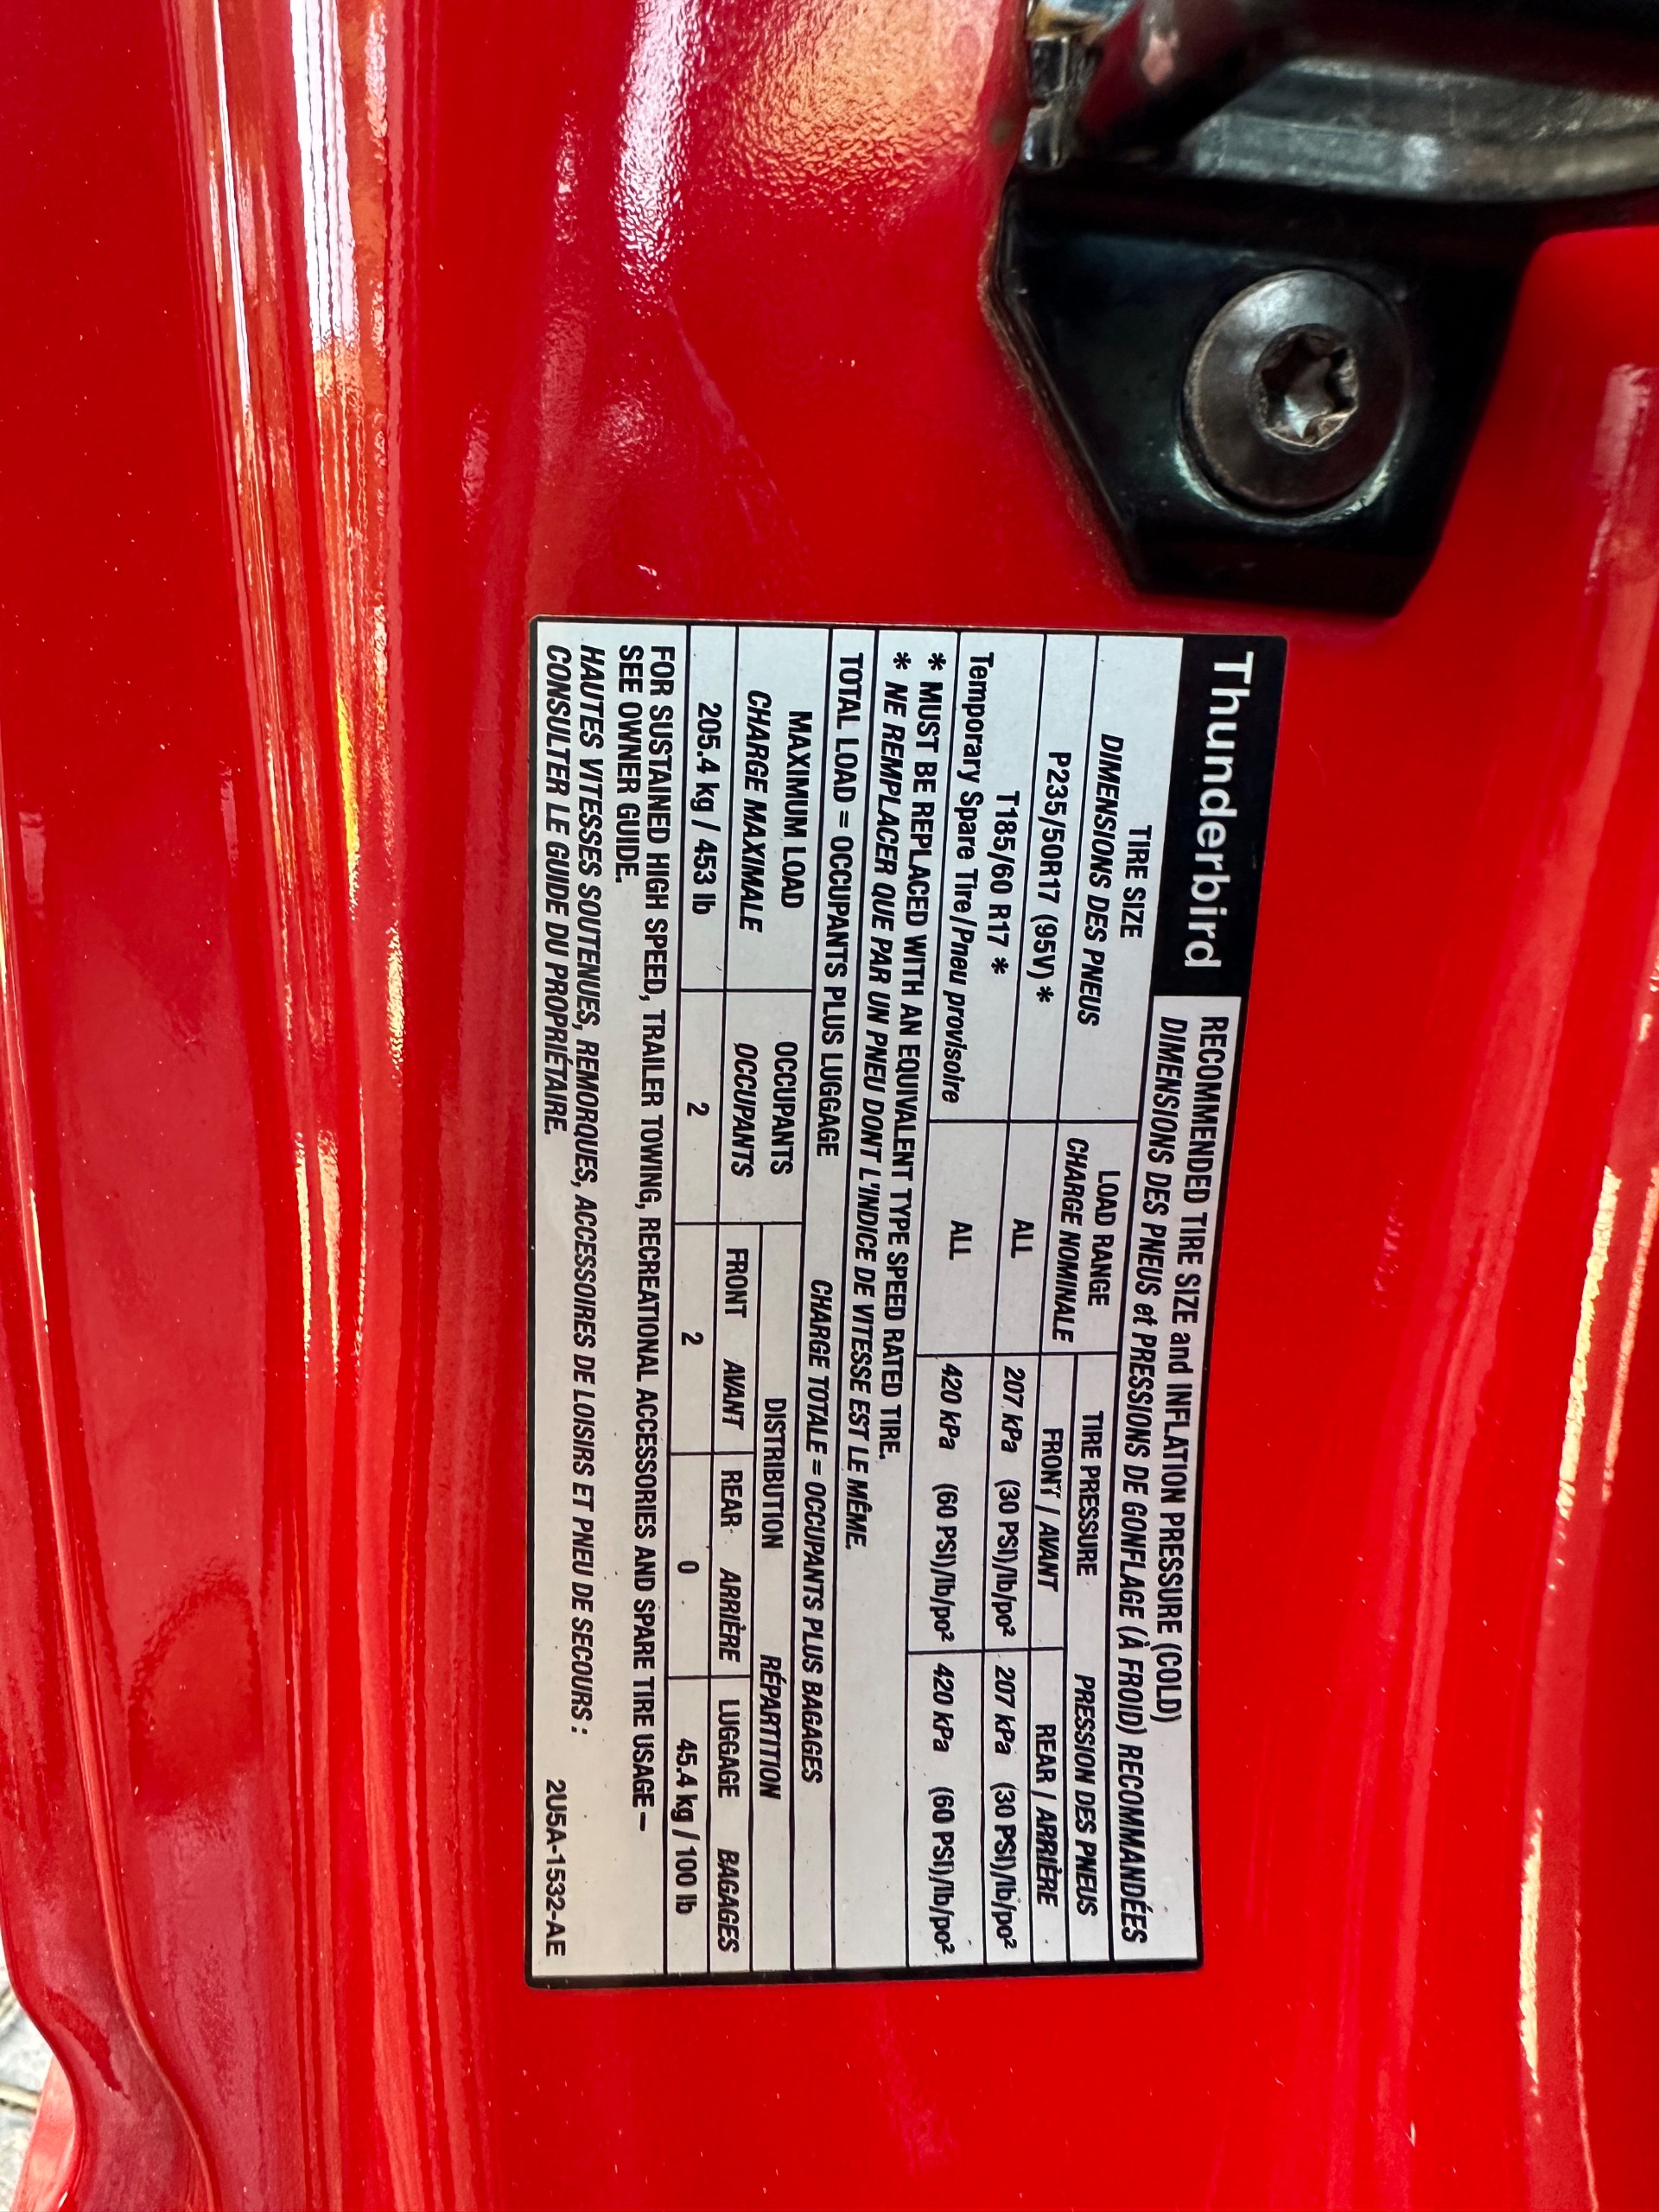 Thunderbird
RECOMMENDED TIRE SIZE and INFLATION PRESSURE (COLD)
DIMENSIONS DES PNEUS et PRESSIONS DE GONFLAGE (À FROID) RECOMMANDÉES
TIRE SIZE
DIMENSIONS DES PNEUS
LOAD RANGE
CHARGE NOMINALE
TIRE PRESSURE PRESSION DES PNEUS
FRONT / AVANT REAR / ARRIÈRE
P235/50R17 (95V) * ALL 207 kPa (30 PSI)/lb/po² 207 kPa (30 PSI)/lb/po²
T185/60 R17 *
Temporary Spare Tire/Pneu provisoire
ALL 420 kPa (60 PSI)/lb/po² 420 kPa (60 PSI)/lb/po²
* MUST BE REPLACED WITH AN EQUIVALENT TYPE SPEED RATED TIRE.
* NE REMPLACER QUE PAR UN PNEU DONT L'INDICE DE VITESSE EST LE MÊME.
TOTAL LOAD = OCCUPANTS PLUS LUGGAGE CHARGE TOTALE = OCCUPANTS PLUS BAGAGES
MAXIMUM LOAD
CHARGE MAXIMALE
OCCUPANTS
OCCUPANTS
DISTRIBUTION RÉPARTITION
FRONT AVANT REAR ARRIÈRE LUGGAGE BAGAGES
205.4 kg / 453 lb 2 2 0 45.4 kg / 100 lb
FOR SUSTAINED HIGH SPEED, TRAILER TOWING, RECREATIONAL ACCESSORIES AND SPARE TIRE USAGE–
SEE OWNER GUIDE.
HAUTES VITESSES SOUTENUES, REMORQUES, ACCESSOIRES DE LOISIRS ET PNEU DE SECOURS :
CONSULTER LE GUIDE DU PROPRIÉTAIRE.
2U5A-1532-AE